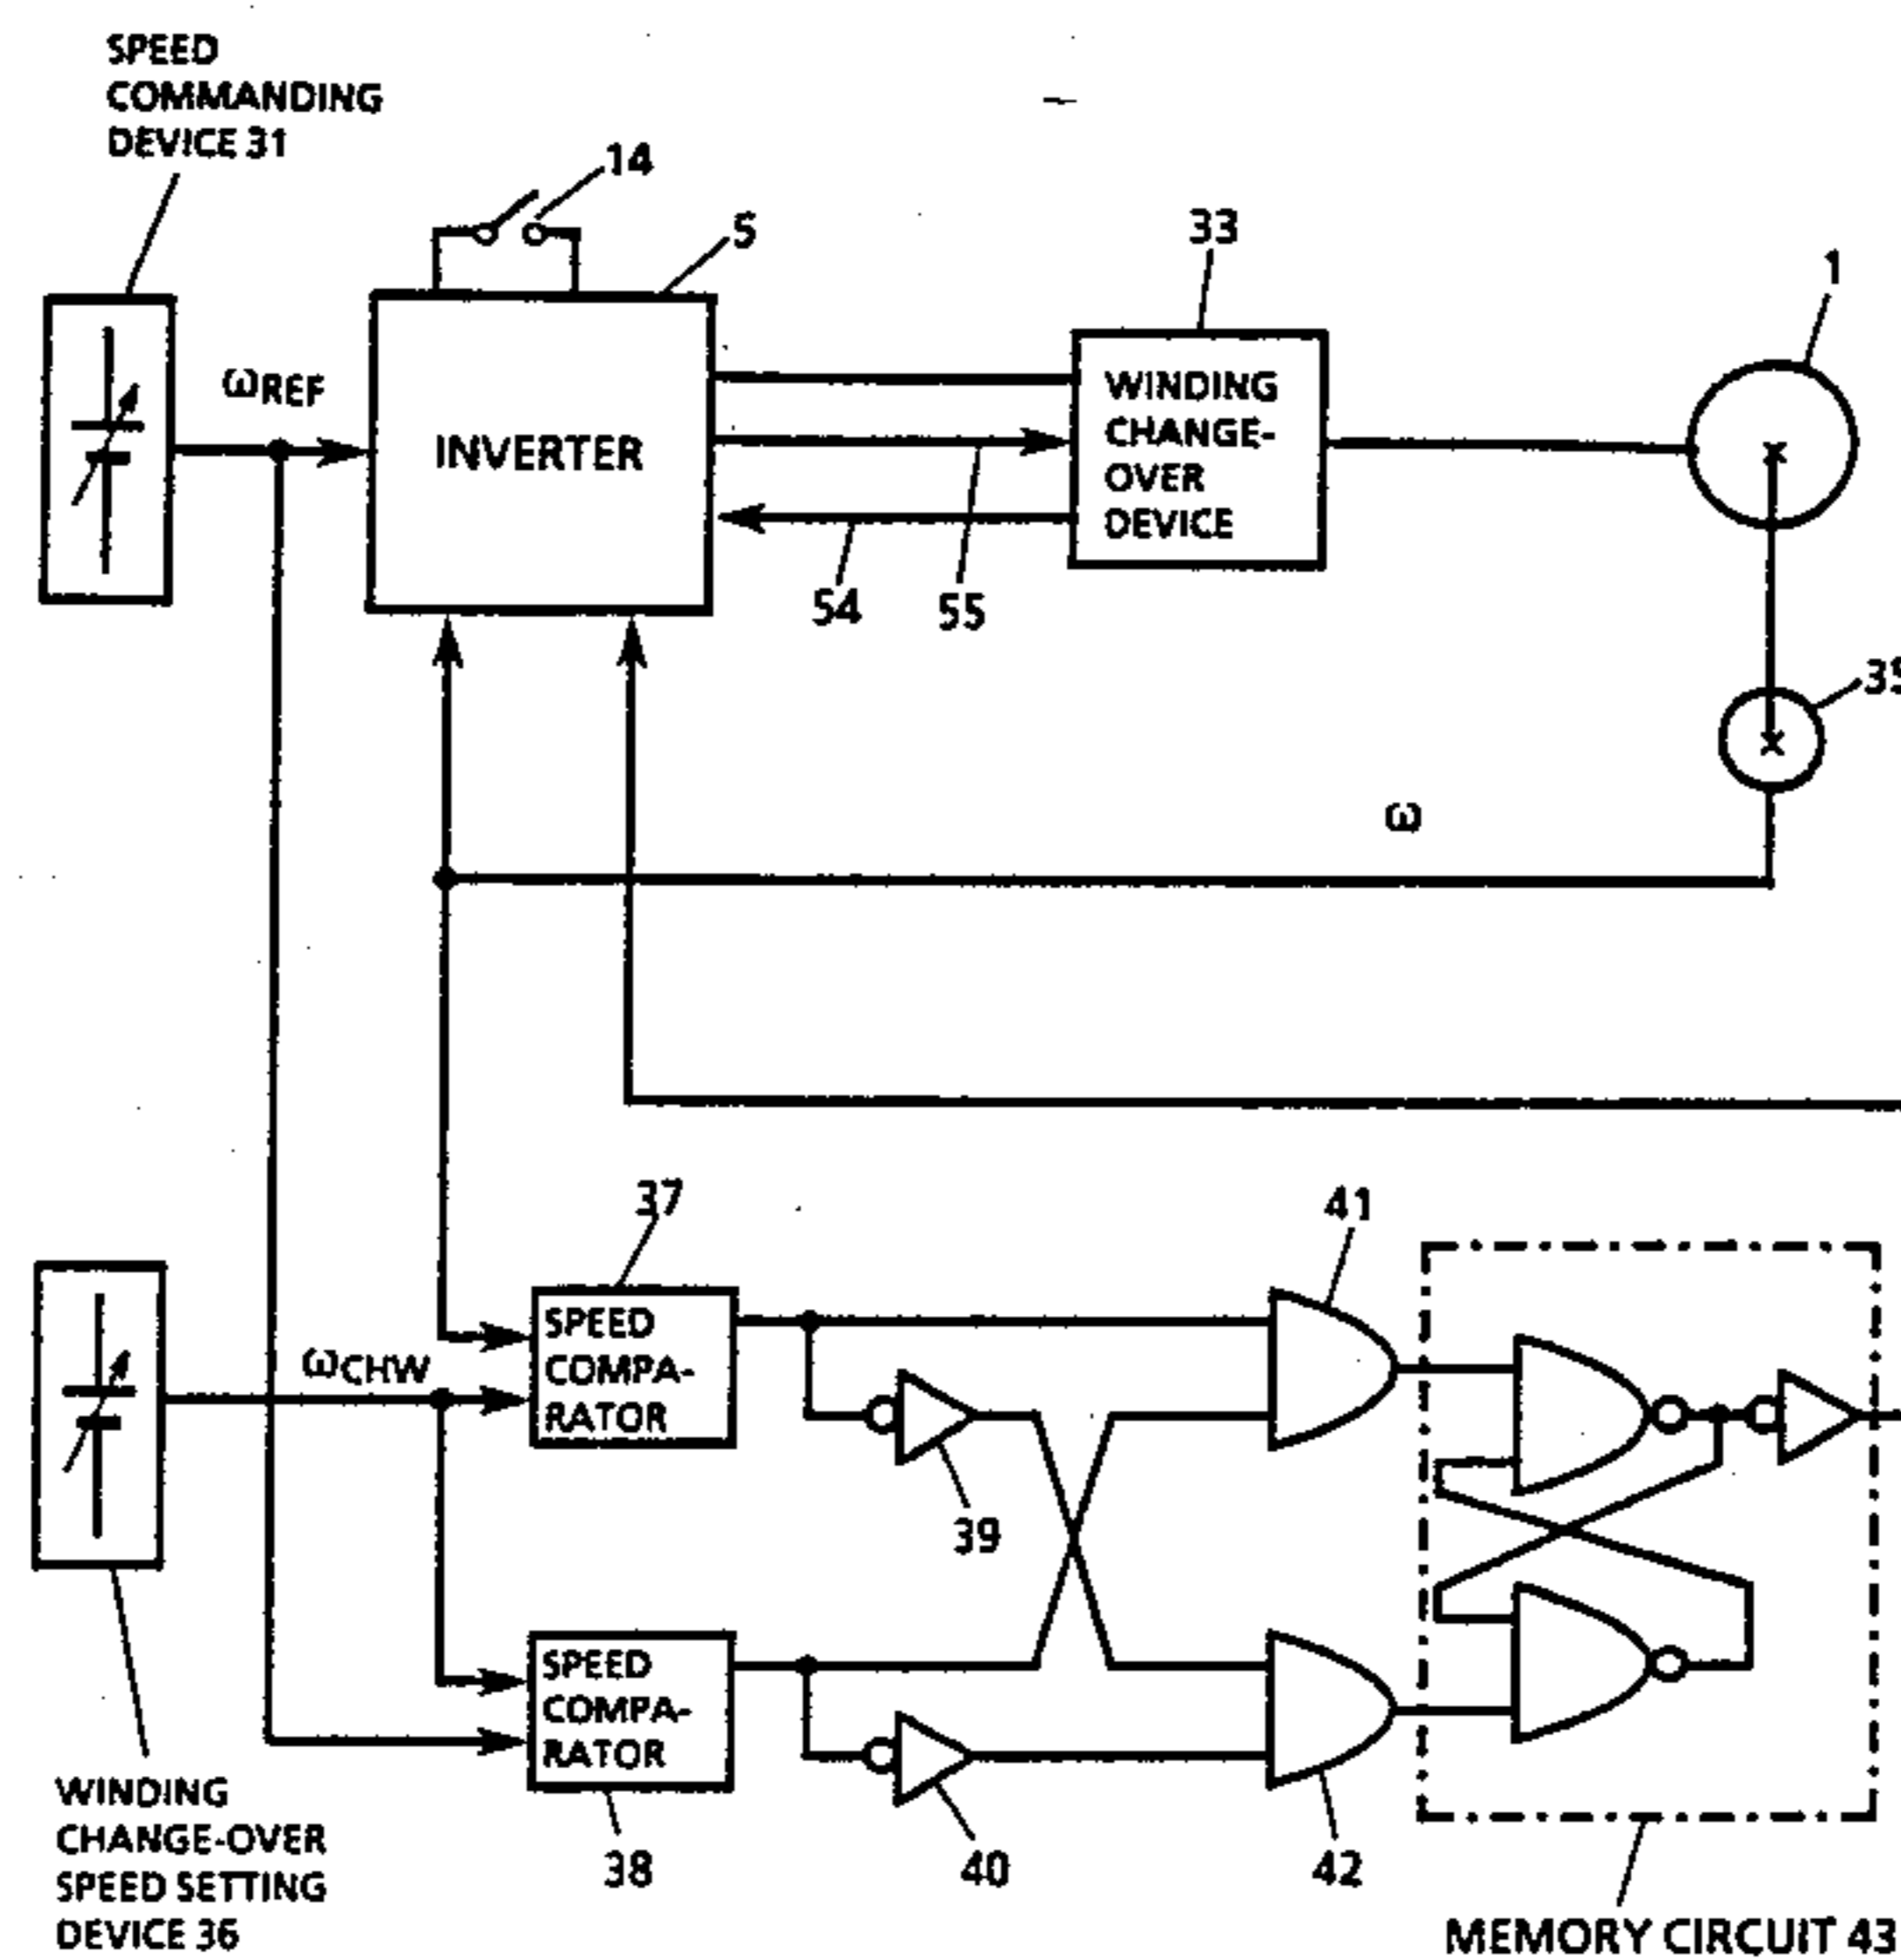 SPEED
COMMANDING
DEVICE 31
14
5
33
1
ωREF
INVERTER
WINDING
CHANGE-
OVER
DEVICE
54
55
35
ω
37
41
SPEED
COMPA-
RATOR
ωCHW
39
SPEED
COMPA-
RATOR
38
40
42
WINDING
CHANGE-OVER
SPEED SETTING
DEVICE 36
MEMORY CIRCUIT 43